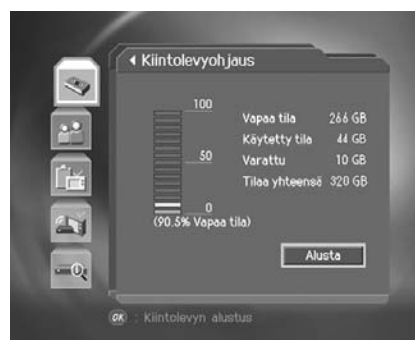 Kiintolevyohjaus
100
50
0
(90.5% Vapaa tila)
Vapaa tila 266 GB
Käytetty tila 44 GB
Varattu 10 GB
Tilaa yhteensä 320 GB
Alusta
OK : Kiintolevyn alustus